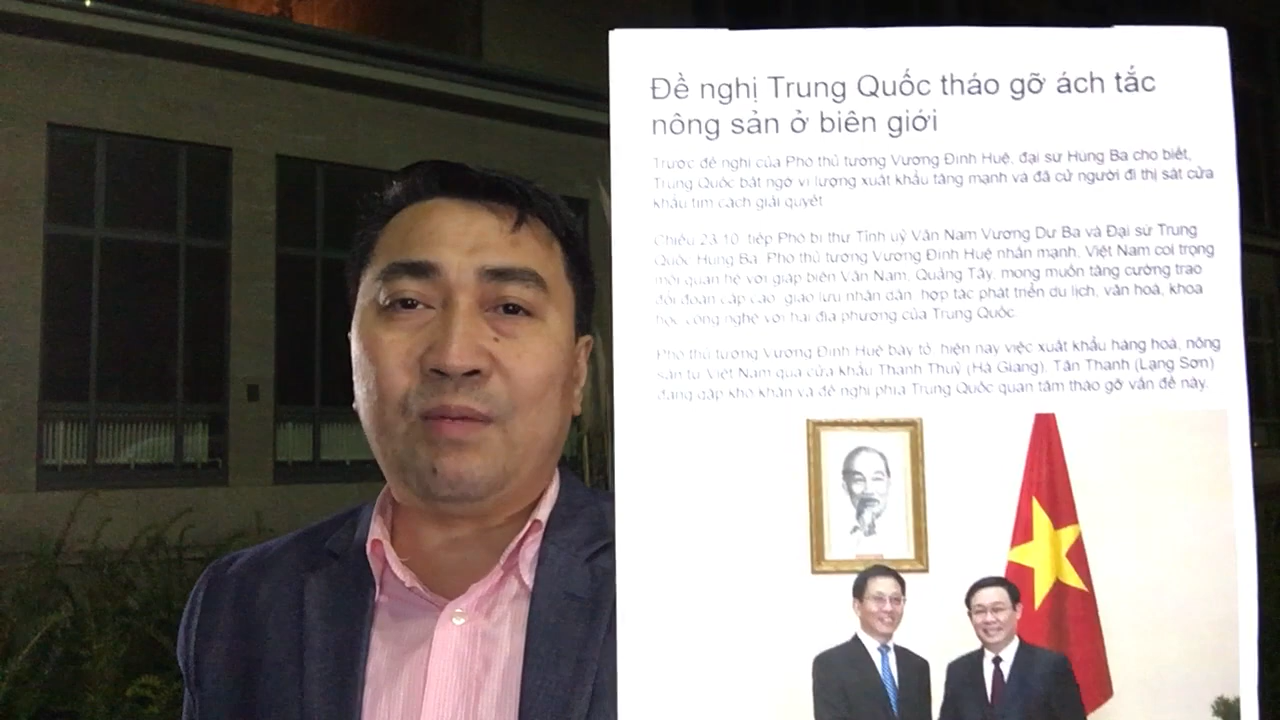 Đề nghị Trung Quốc tháo gỡ ách tắc
nông sản ở biên giới
Trước đề nghị của Phó thủ tướng Vương Đình Huệ, đại sứ Hùng Ba cho biết,
Trung Quốc bất ngờ vì lượng xuất khẩu tăng mạnh và đã cử người đi thị sát cửa
khẩu tìm cách giải quyết
Chiều 23-10, tiếp Phó bí thư Tỉnh uỷ Vân Nam Vương Dư Ba và Đại sứ Trung
Quốc Hùng Ba, Phó thủ tướng Vương Đình Huệ nhấn mạnh, Việt Nam coi trọng
mối quan hệ với giáp biên Vân Nam, Quảng Tây, mong muốn tăng cường trao
đổi đoàn cấp cao, giao lưu nhân dân, hợp tác phát triển du lịch, văn hoá, khoa
học công nghệ với hai địa phương của Trung Quốc.
Phó thủ tướng Vương Đình Huệ bày tỏ, hiện nay việc xuất khẩu hàng hoá, nông
sản từ Việt Nam qua cửa khẩu Thanh Thuỷ (Hà Giang), Tân Thanh (Lạng Sơn)
đang gặp khó khăn và đề nghị phía Trung Quốc quan tâm tháo gỡ vấn đề này.